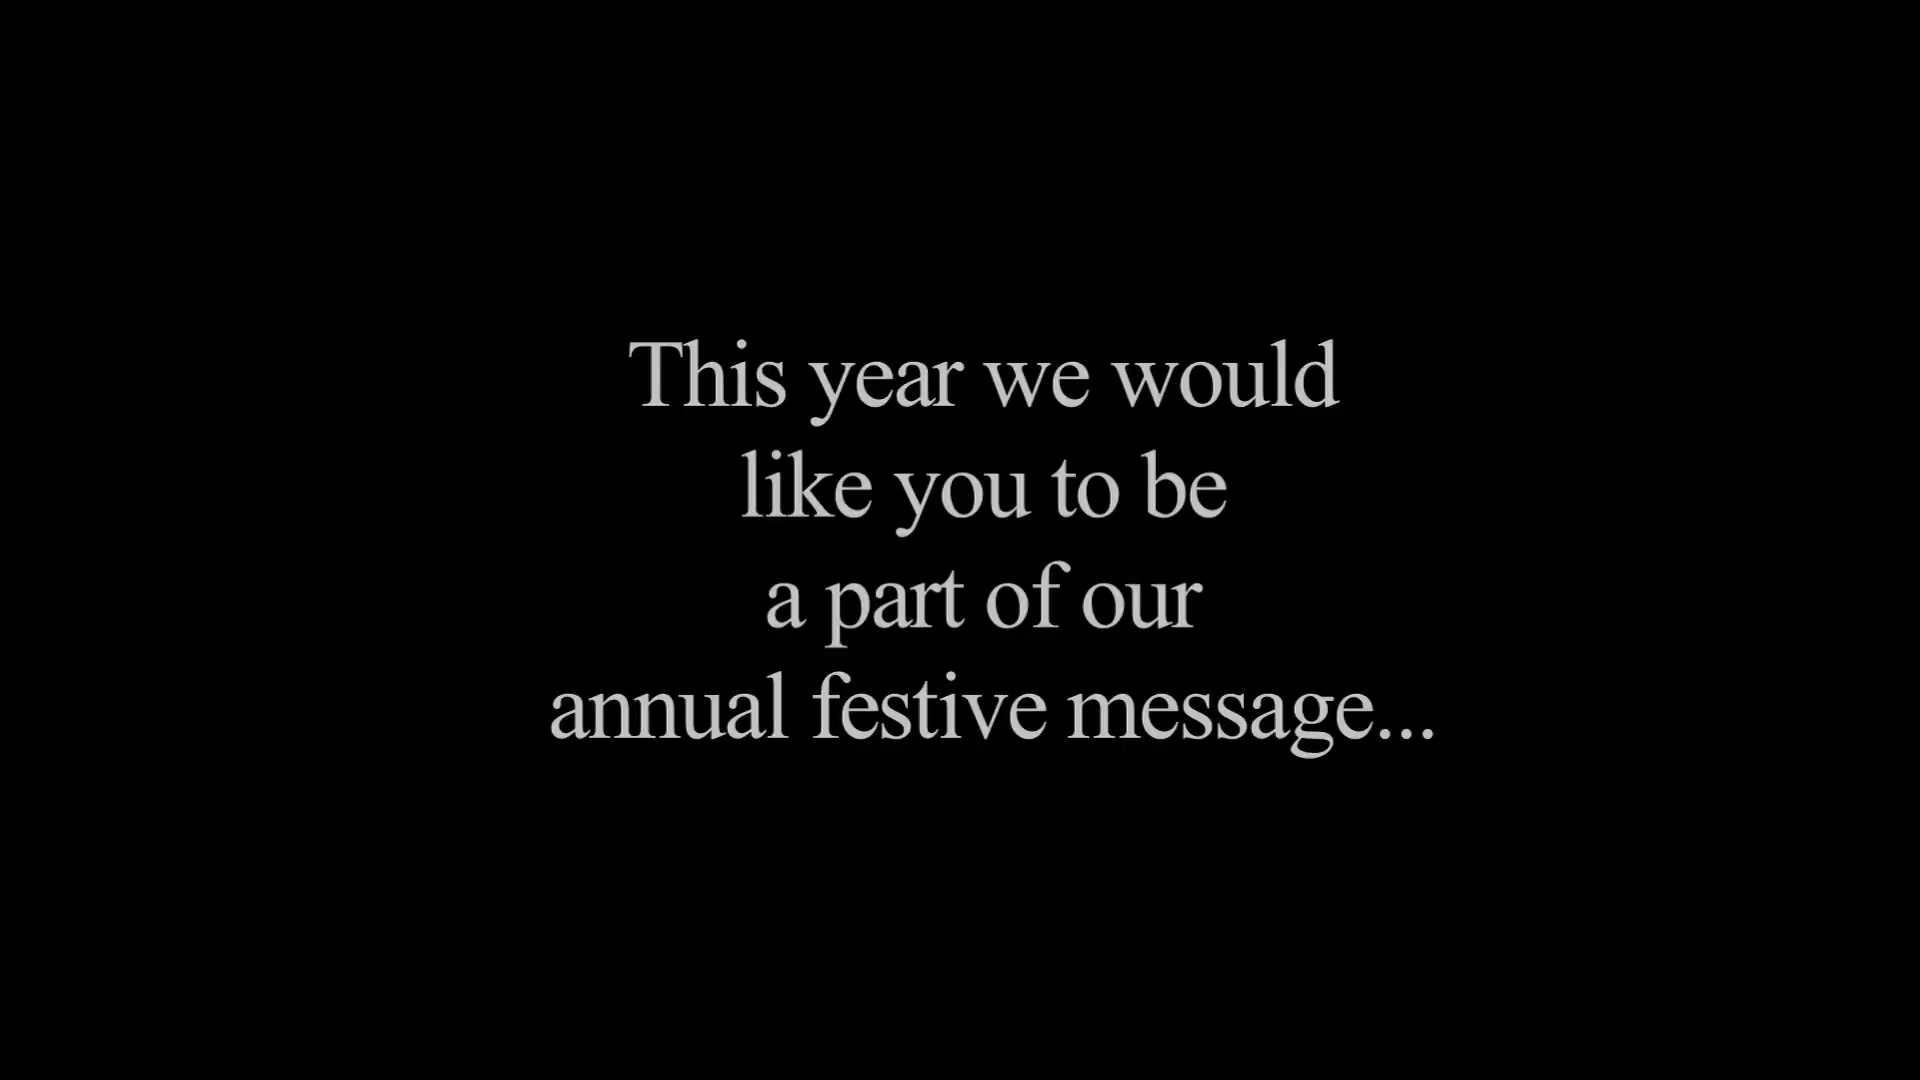 This year we would
like you to be
a part of our
annual festive message...